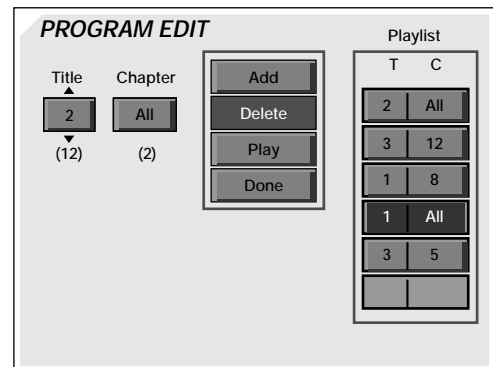 PROGRAM EDIT
Title Chapter
2 All
(12) (2)
Add
Delete
Play
Done
Playlist
T C
2 All
3 12
1 8
1 All
3 5